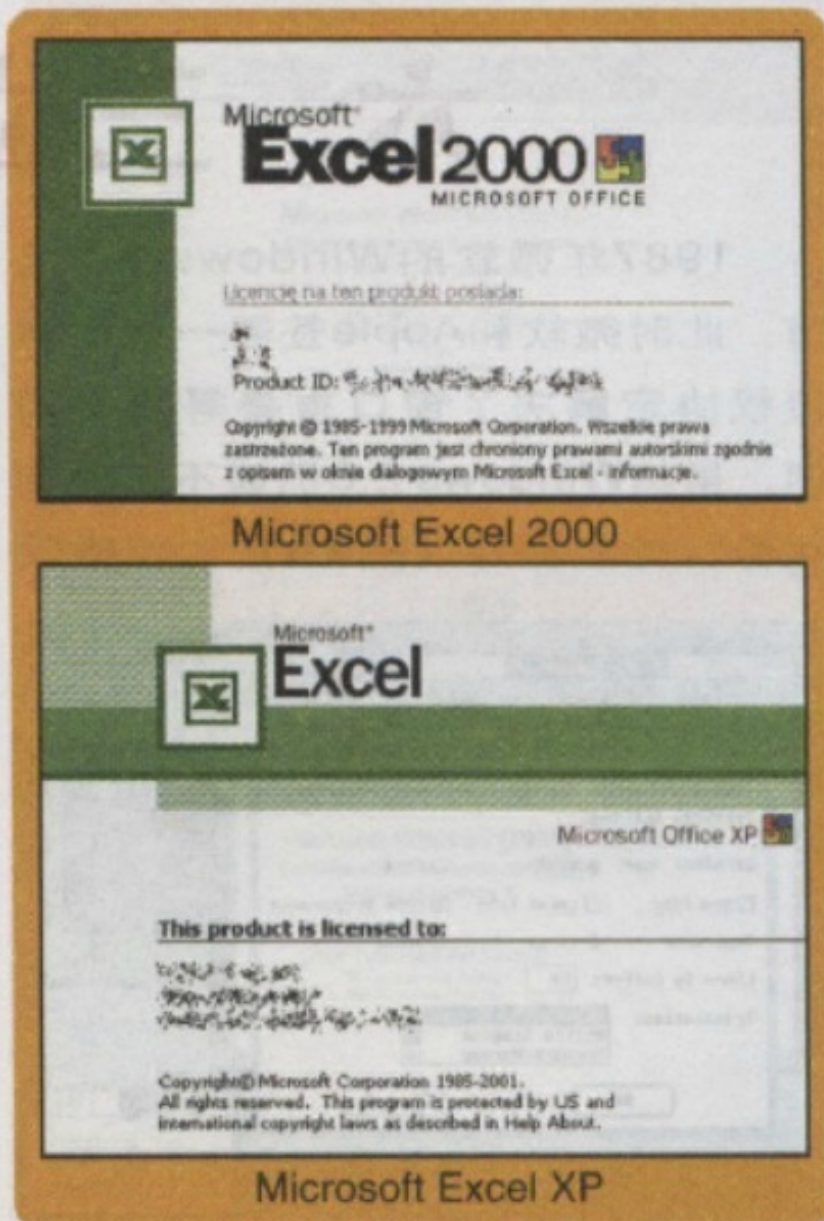 Microsoft®
Excel 2000
MICROSOFT OFFICE
Licencję na ten produkt posiada:
Product ID:
Copyright © 1985-1999 Microsoft Corporation. Wszelkie prawa
zastrzeżone. Ten program jest chroniony prawami autorskimi zgodnie
z opisem w oknie dialogowym Microsoft Excel - informacje.
Microsoft Excel 2000
Microsoft®
Excel
Microsoft Office XP
This product is licensed to:
Copyright© Microsoft Corporation 1985-2001.
All rights reserved. This program is protected by US and
international copyright laws as described in Help About.
Microsoft Excel XP